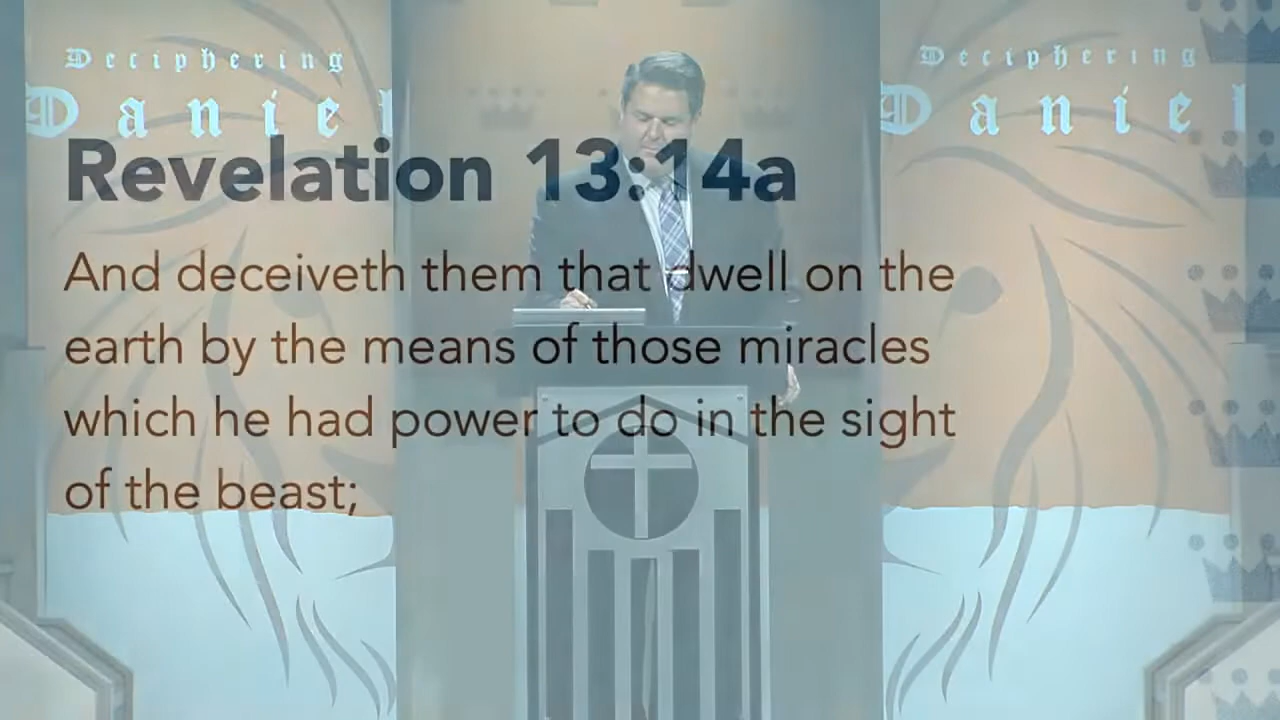 Deciphering
Daniel
Deciphering
Daniel
Revelation 13:14a
And deceiveth them that dwell on the
earth by the means of those miracles
which he had power to do in the sight
of the beast;